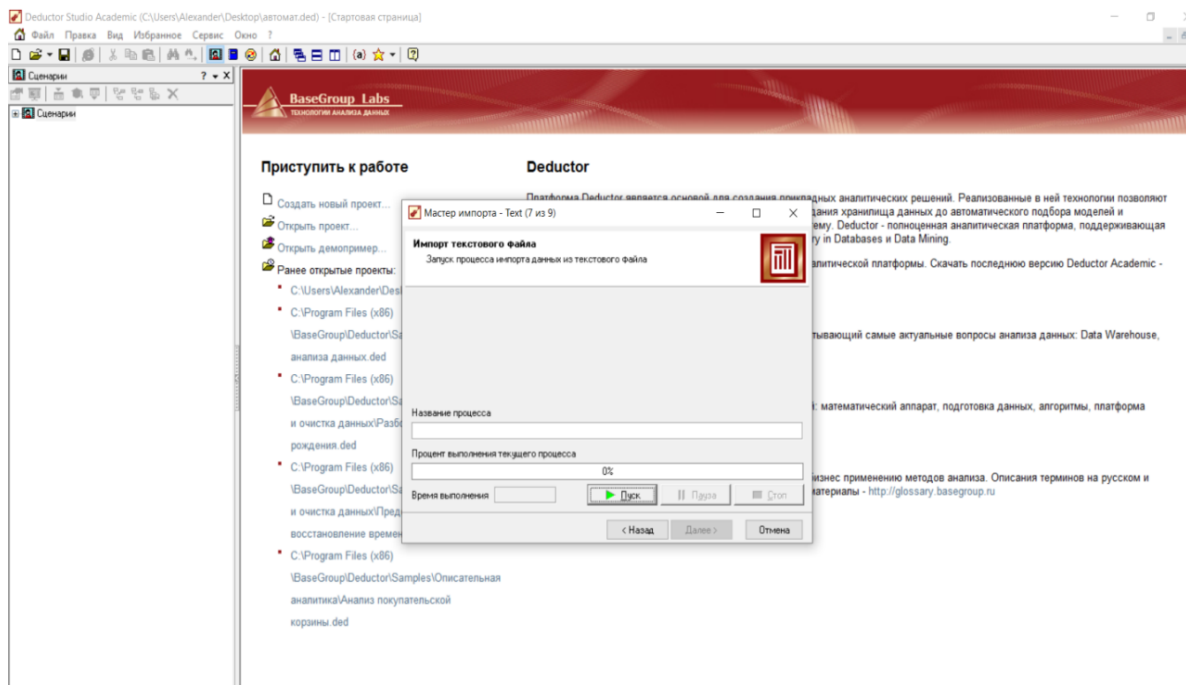 Deductor Studio Academic (C:\Users\Alexander\Desktop\автомат.ded) - [Стартовая страница]
Файл Правка Вид Избранное Сервис Окно ?
Сценарии
Сценарии
BaseGroup Labs
ТЕХНОЛОГИИ АНАЛИЗА ДАННЫХ
Приступить к работе
Создать новый проект...
Открыть проект...
Открыть демопример...
Ранее открытые проекты:
C:\Users\Alexander\Des
C:\Program Files (x86)
\BaseGroup\Deductor\Sa
анализа данных.ded
C:\Program Files (x86)
\BaseGroup\Deductor\Sa
и очистка данных\Разб
рождения.ded
C:\Program Files (x86)
\BaseGroup\Deductor\Sa
и очистка данных\Пред
восстановление времен
C:\Program Files (x86)
\BaseGroup\Deductor\Samples\Описательная
аналитика\Анализ покупательской
корзины.ded
Deductor
Платформа Deductor является основой для создания прикладных аналитических решений. Реализованные в ней технологии позволяют
дания хранилища данных до автоматического подбора моделей и
ему. Deductor - полноценная аналитическая платформа, поддерживающая
ry in Databases и Data Mining.
алитической платформы. Скачать последнюю версию Deductor Academic -
тывающий самые актуальные вопросы анализа данных: Data Warehouse,
й: математический аппарат, подготовка данных, алгоритмы, платформа
изнес применению методов анализа. Описания терминов на русском и
материалы - http://glossary.basegroup.ru
Мастер импорта - Text (7 из 9)
Импорт текстового файла
Запуск процесса импорта данных из текстового файла
Название процесса
Процент выполнения текущего процесса
0%
Время выполнения
Пуск
Пауза
Стоп
< Назад
Далее >
Отмена